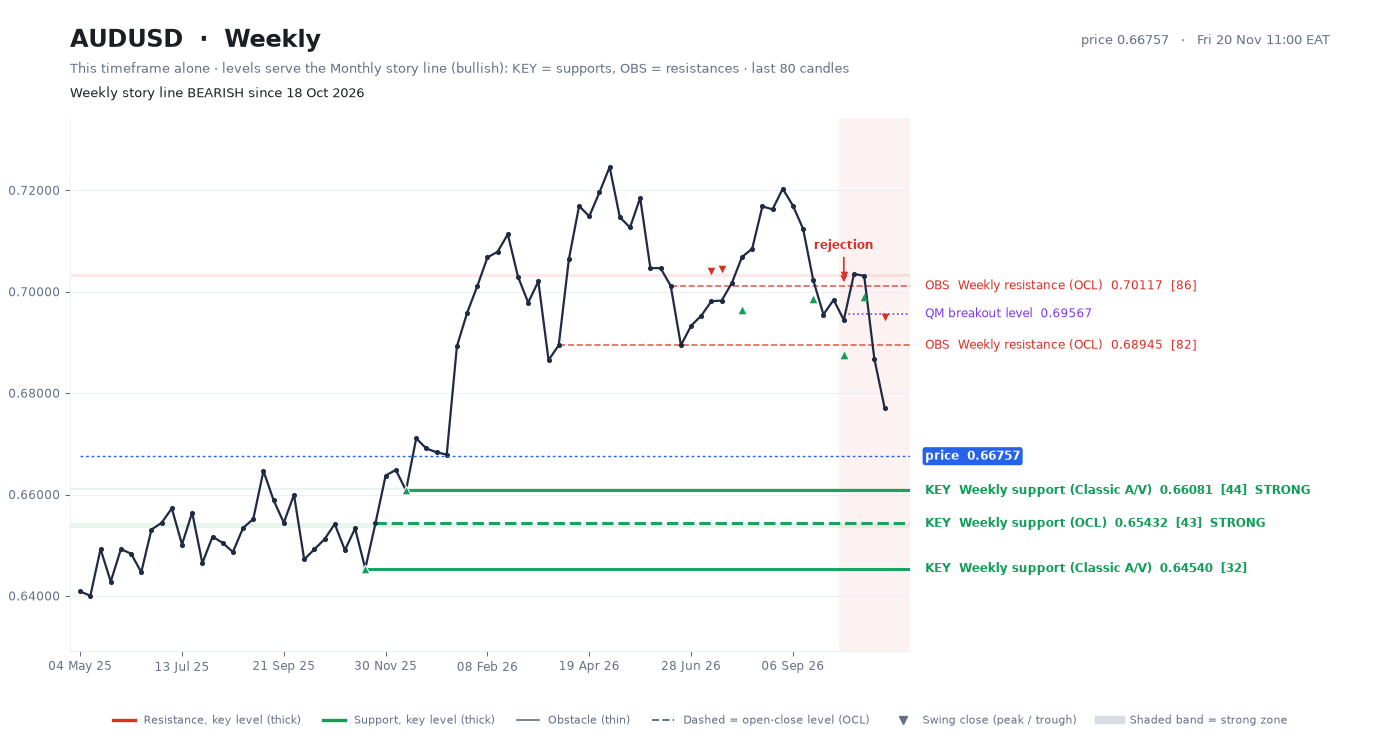 AUDUSD · Weekly
price 0.66757 · Fri 20 Nov 11:00 EAT
This timeframe alone · levels serve the Monthly story line (bullish): KEY = supports, OBS = resistances · last 80 candles
Weekly story line BEARISH since 18 Oct 2026
0.72000
rejection
0.70000
OBS Weekly resistance (OCL) 0.70117 [86]
QM breakout level 0.69567
OBS Weekly resistance (OCL) 0.68945 [82]
0.68000
price 0.66757
0.66000
KEY Weekly support (Classic A/V) 0.66081 [44] STRONG
KEY Weekly support (OCL) 0.65432 [43] STRONG
KEY Weekly support (Classic A/V) 0.64540 [32]
0.64000
04 May 25
13 Jul 25
21 Sep 25
30 Nov 25
08 Feb 26
19 Apr 26
28 Jun 26
06 Sep 26
Resistance, key level (thick)
Support, key level (thick)
Obstacle (thin)
Dashed = open-close level (OCL)
Swing close (peak / trough)
Shaded band = strong zone